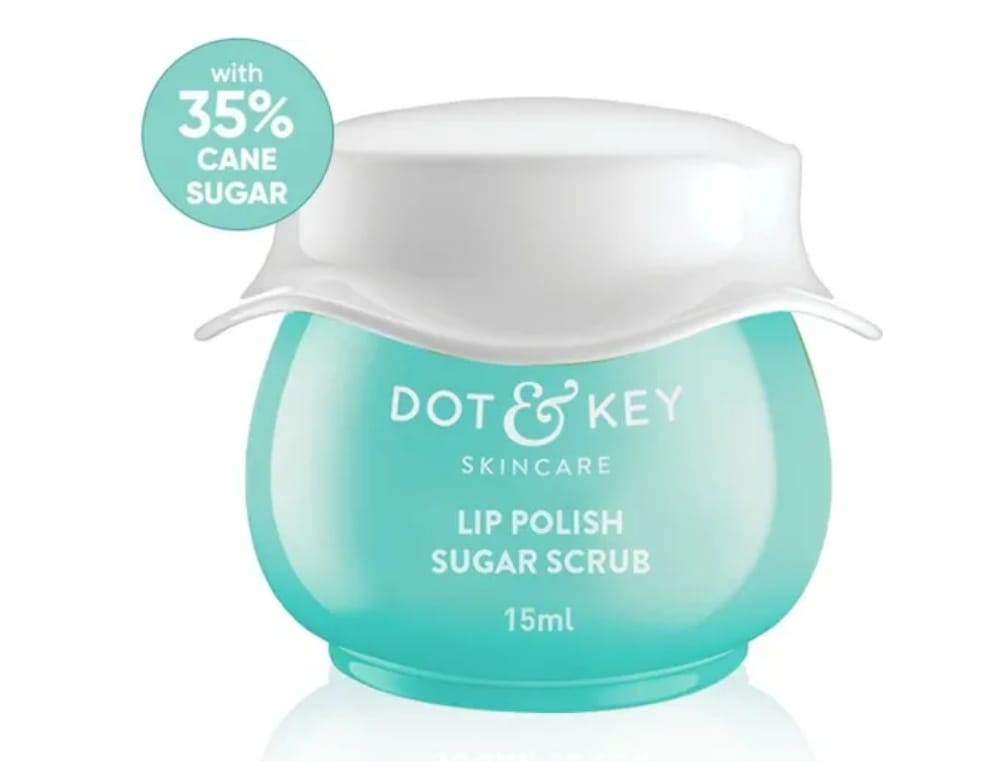 with
35%
CANE
SUGAR
DOT & KEY
SKINCARE
LIP POLISH
SUGAR SCRUB
15ml